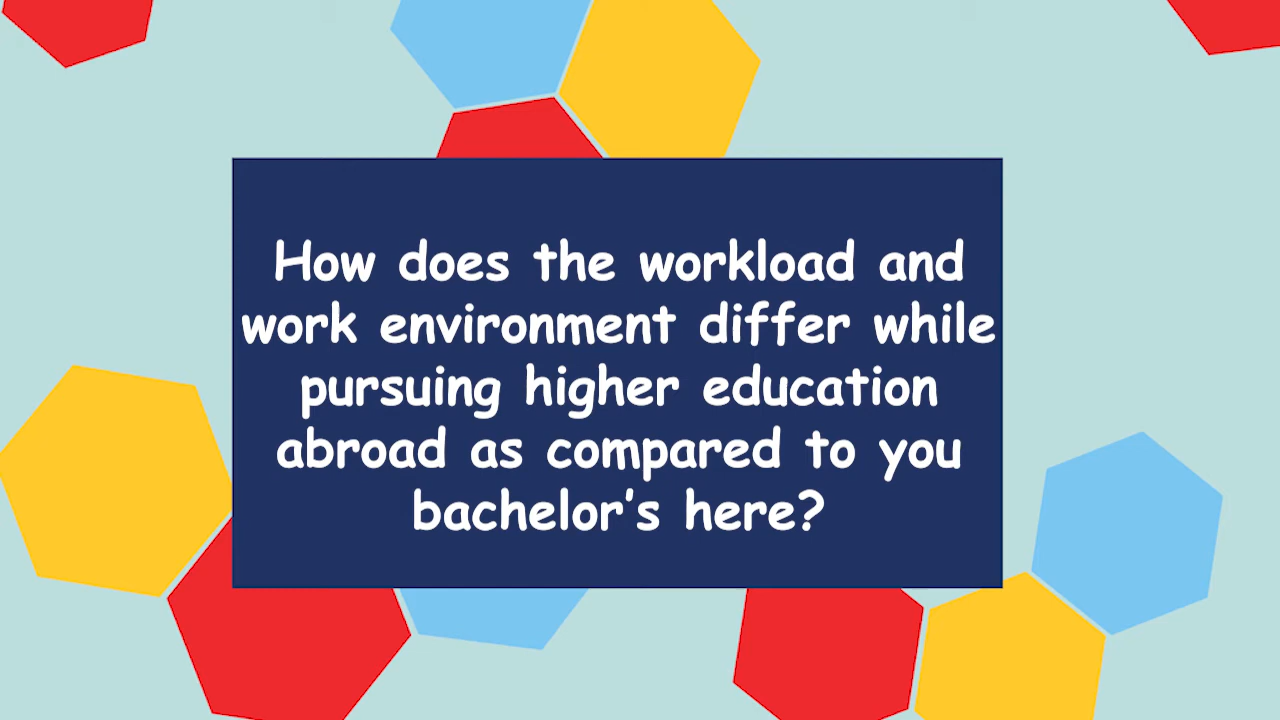 How does the workload and
work environment differ while
pursuing higher education
abroad as compared to you
bachelor's here?